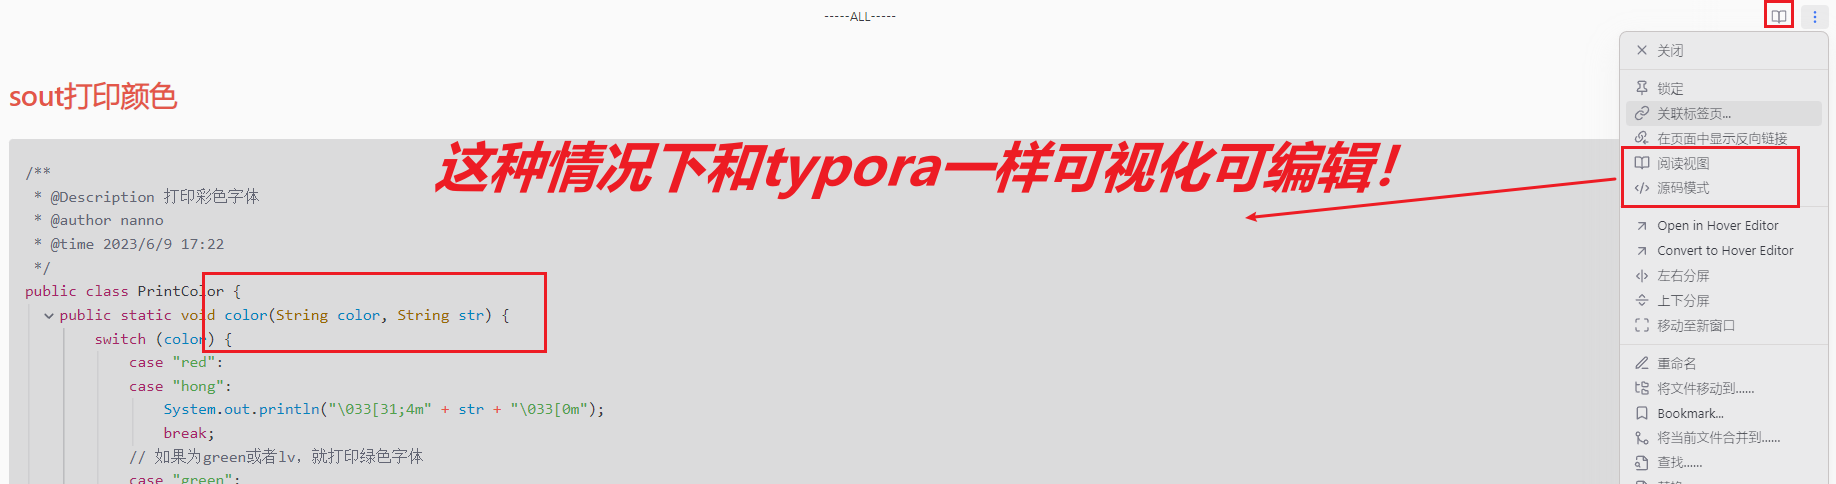 -----ALL-----
关闭
sout打印颜色
锁定
关联标签页...
在页面中显示反向链接
这种情况下和typora一样可视化可编辑！
阅读视图
源码模式
/**
* @Description 打印彩色字体
* @author nanno
* @time 2023/6/9 17:22
*/
public class PrintColor {
public static void color(String color, String str) {
switch (color) {
case "red":
case "hong":
System.out.println("\033[31;4m" + str + "\033[0m");
break;
// 如果为green或者lv，就打印绿色字体
case "green":
Open in Hover Editor
Convert to Hover Editor
左右分屏
上下分屏
移动至新窗口
重命名
将文件移动到......
Bookmark...
将当前文件合并到......
查找......